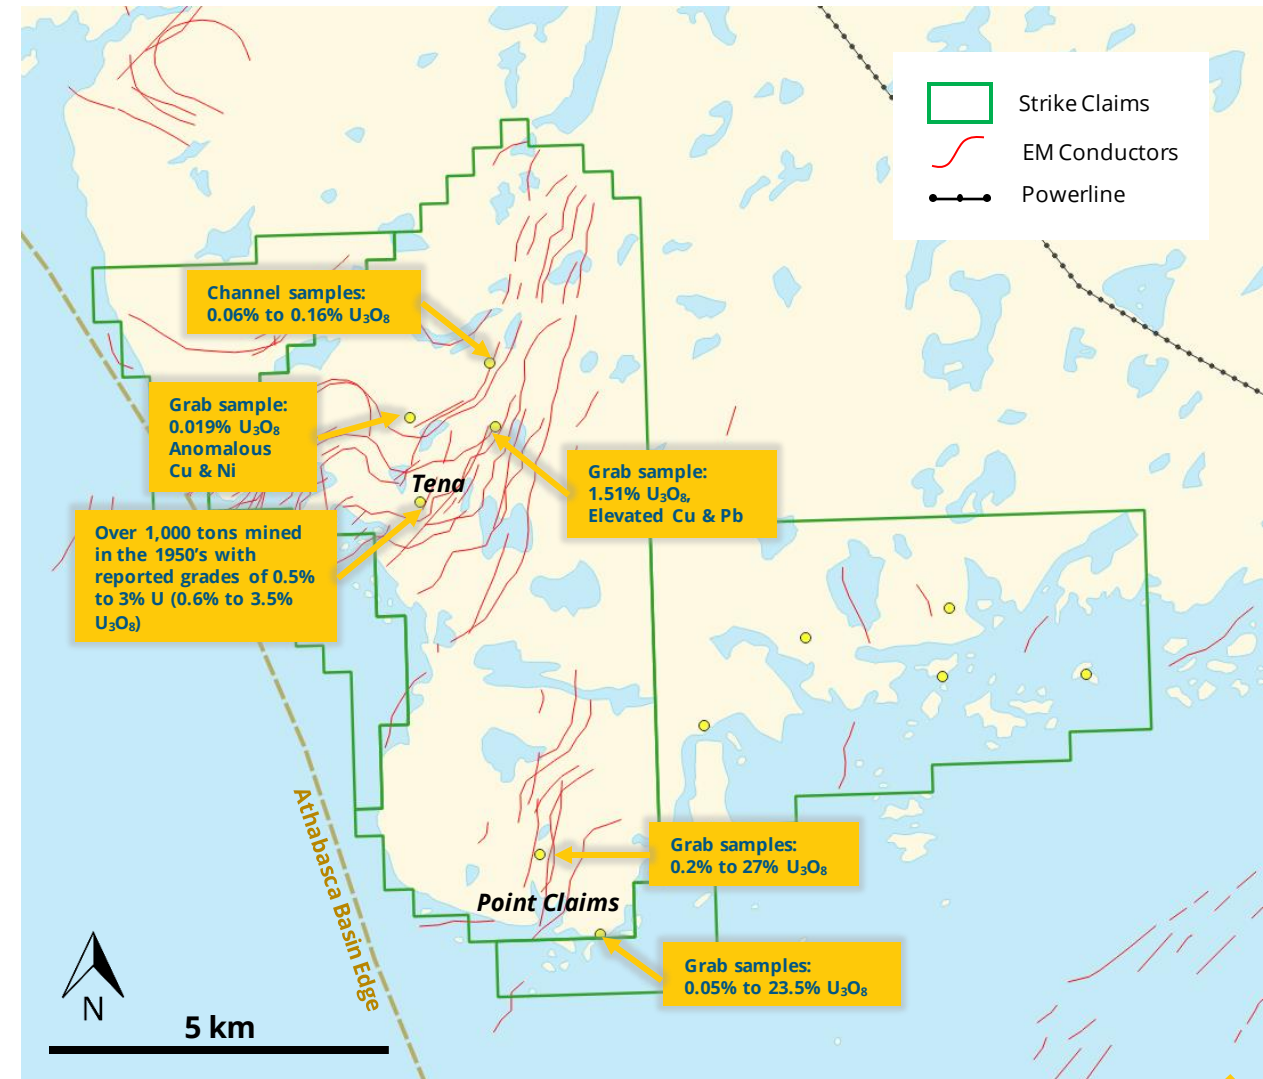 Strike Claims
EM Conductors
Powerline
Channel samples:
0.06% to 0.16% U₃O₈
Grab sample:
0.019% U₃O₈
Anomalous
Cu & Ni
Tena
Grab sample:
1.51% U₃O₈,
Elevated Cu & Pb
Over 1,000 tons mined
in the 1950's with
reported grades of 0.5%
to 3% U (0.6% to 3.5%
U₃O₈)
Athabasca Basin Edge
Grab samples:
0.2% to 27% U₃O₈
Point Claims
Grab samples:
0.05% to 23.5% U₃O₈
N
5 km